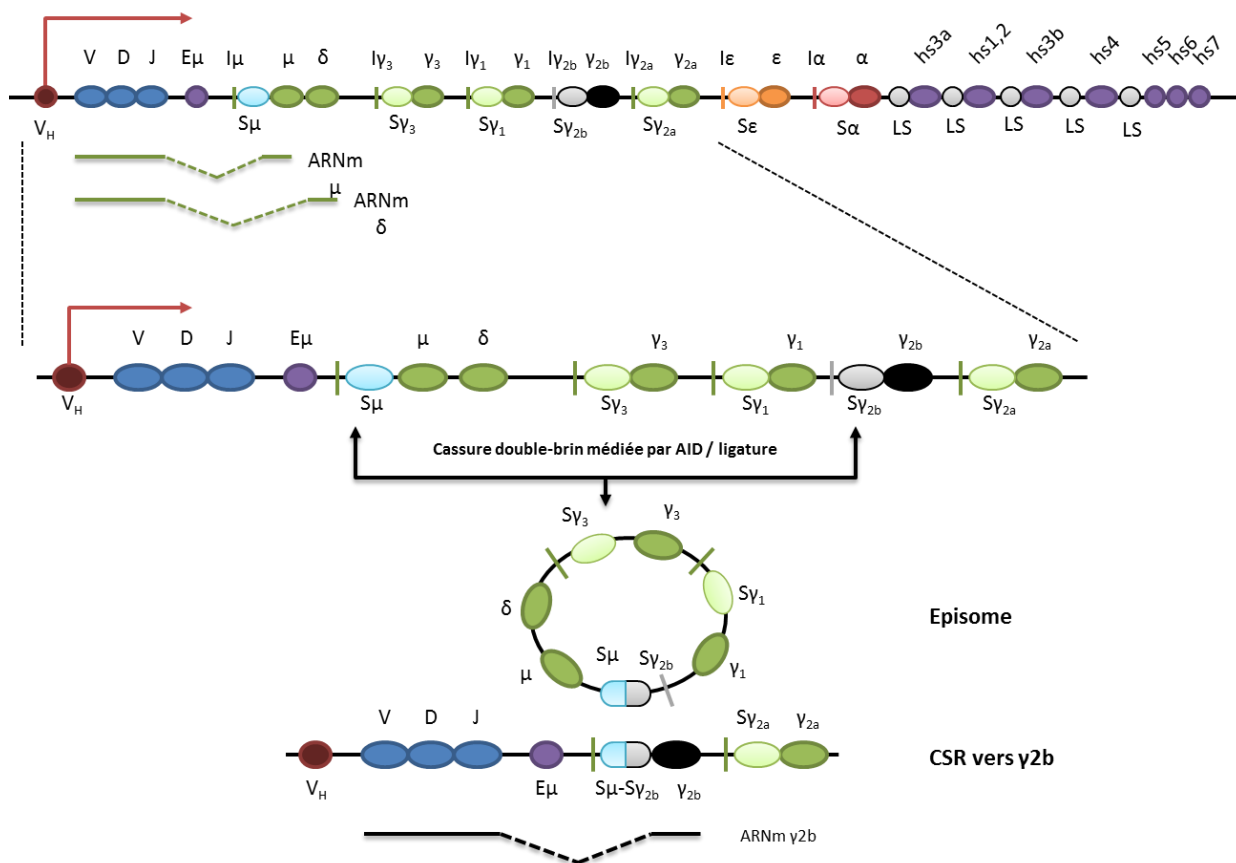 V D J Eμ Iμ μ δ Iγ3 γ3 Iγ1 γ1 Iγ2b γ2b Iγ2a γ2a Iε ε Iα α hs3a hs1,2 hs3b hs4 hs5 hs6 hs7
VH Sμ Sγ3 Sγ1 Sγ2b Sγ2a Sε Sα LS LS LS LS LS
ARNm
μ
ARNm
δ
V D J Eμ μ δ γ3 γ1 γ2b γ2a
VH Sμ Sγ3 Sγ1 Sγ2b Sγ2a
Cassure double-brin médiée par AID / ligature
Sγ3 γ3
Sγ1
δ
Episome
Sμ Sγ2b
μ γ1
V D J Sγ2a γ2a
CSR vers γ2b
VH Eμ Sμ-Sγ2b γ2b
ARNm γ2b